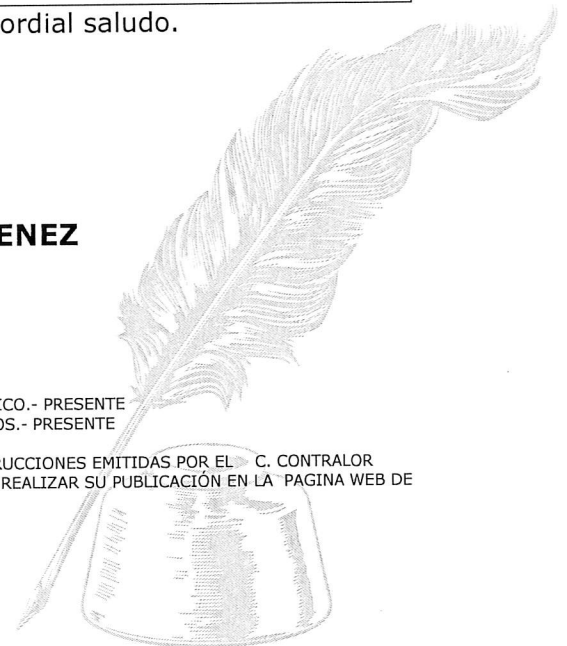 ordial saludo.
ENEZ
ICO.- PRESENTE
OS.- PRESENTE
RUCCIONES EMITIDAS POR EL C. CONTRALOR
REALIZAR SU PUBLICACIÓN EN LA PAGINA WEB DE